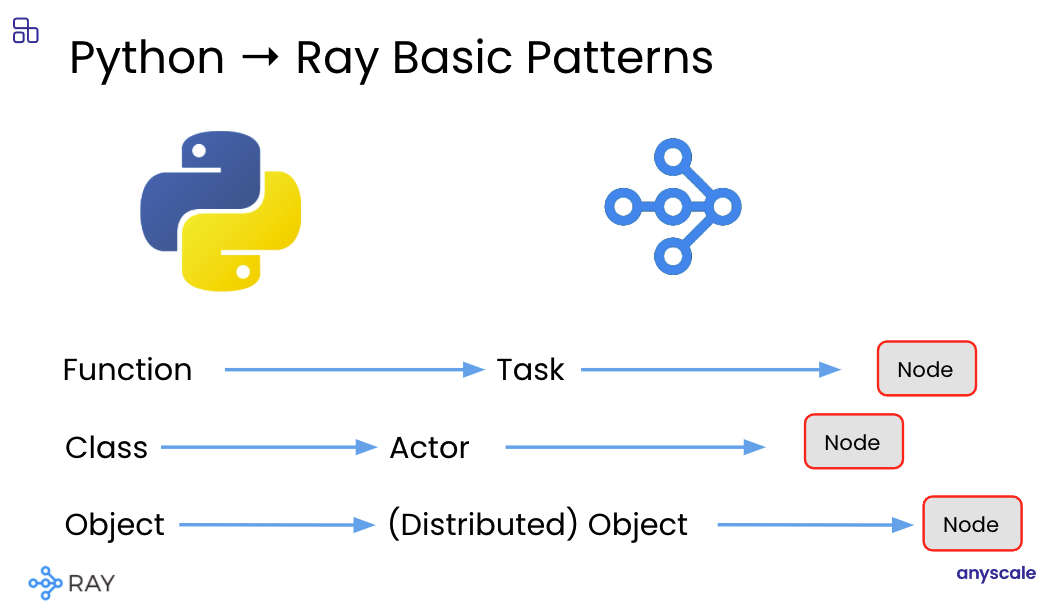 Python → Ray Basic Patterns
Function → Task → Node
Class → Actor → Node
Object → (Distributed) Object → Node
RAY
anyscale